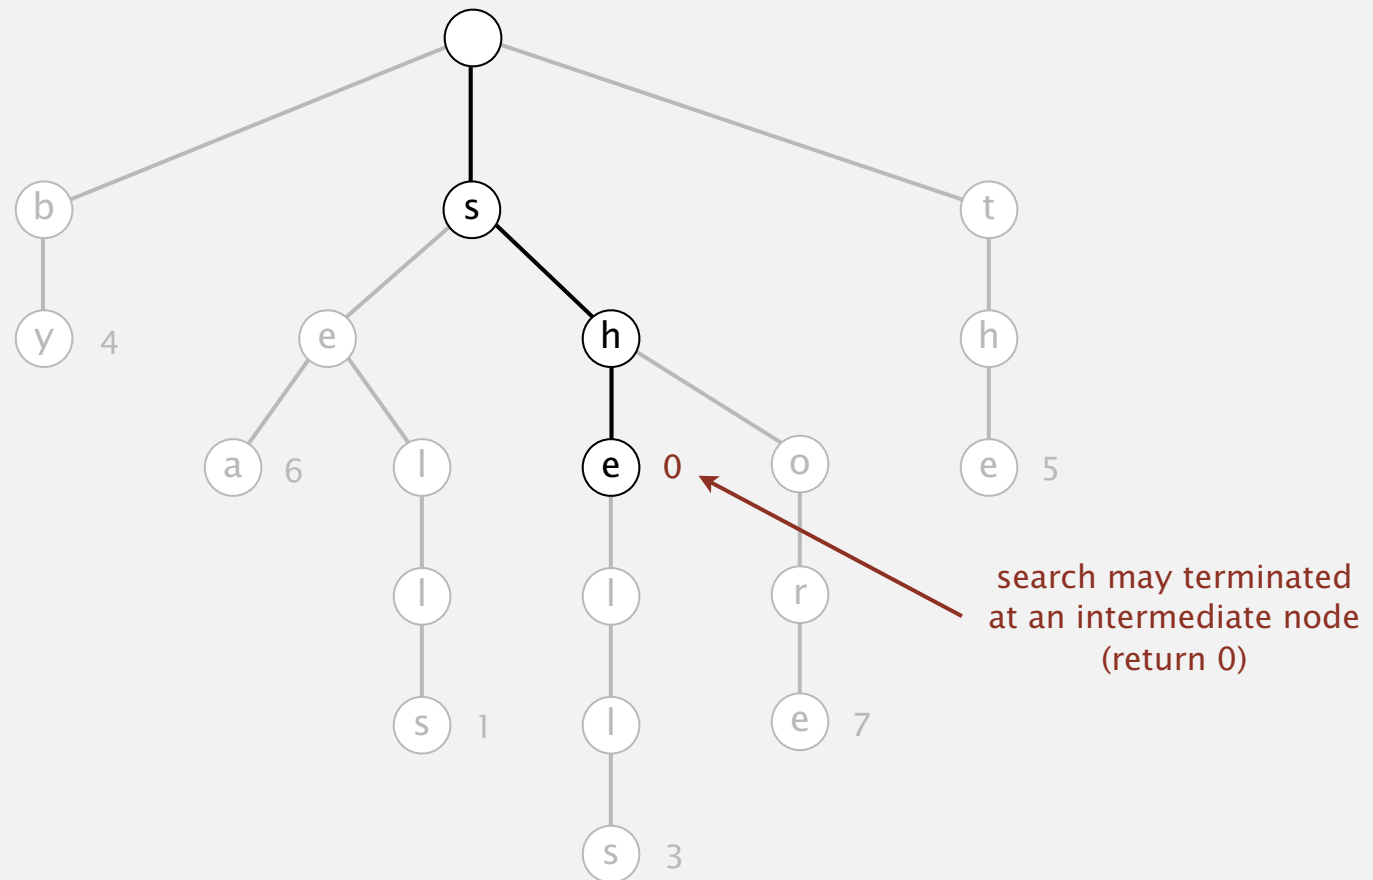 b s t
y 4 e h h
a 6 l e 0 o e 5
l l r
search may terminated
at an intermediate node
(return 0)
s 1 l e 7
s 3